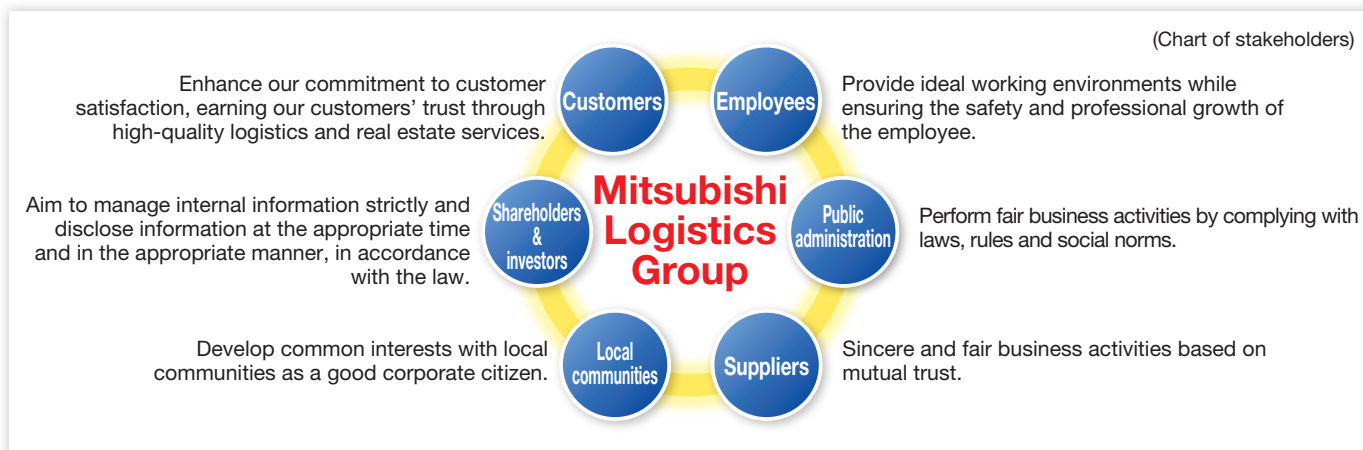 (Chart of stakeholders)
Enhance our commitment to customer
satisfaction, earning our customers’ trust through
high-quality logistics and real estate services.
Customers
Employees
Provide ideal working environments while
ensuring the safety and professional growth of
the employee.
Aim to manage internal information strictly and
disclose information at the appropriate time
and in the appropriate manner, in accordance
with the law.
Shareholders
&
investors
Mitsubishi
Logistics
Group
Public
administration
Perform fair business activities by complying with
laws, rules and social norms.
Develop common interests with local
communities as a good corporate citizen.
Local
communities
Suppliers
Sincere and fair business activities based on
mutual trust.